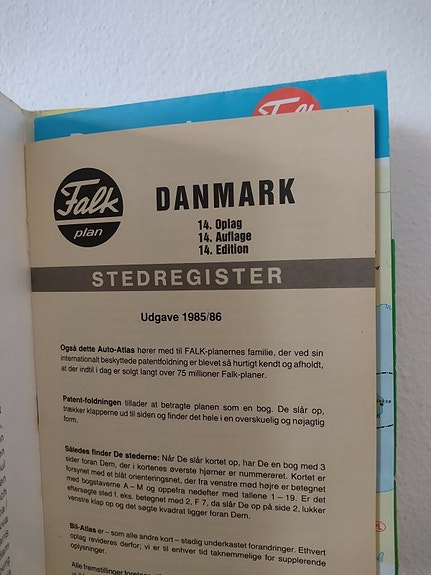 Falk
Falk
plan
DANMARK
14. Oplag
14. Auflage
14. Edition
STEDREGISTER
Udgave 1985/86
Også dette Auto-Atlas hører med til FALK-planernes familie, der ved sin
internationalt beskyttede patentfoldning er blevet så hurtigt kendt og afholdt,
at der indtil i dag er solgt langt over 75 millioner Falk-planer.
Patent-foldningen tillader at betragte planen som en bog. De slår op,
trækker klapperne ud til siden og finder det hele i en overskuelig og nøjagtig
form.
Således finder De stederne: Når De slår kortet op, har De en bog med 3
sider foran Dem, der i kortenes øverste hjørner er nummereret. Kortet er
forsynet med et blåt orienteringsnet, der fra venstre mod højre er betegnet
med bogstaverne A – M og oppefra nedefter med tallene 1 – 19. Er det
eftersøgte sted f. eks. betegnet med 2, F 7, da slår De op på side 2, lukker
venstre klap op og det søgte kvadrat ligger foran Dem.
Bil-Atlas er – som alle andre kort – stadig underkastet forandringer. Ethvert
oplag revideres derfor; vi er til enhver tid taknemmelige for supplerende
oplysninger.
Alle fremstillinger